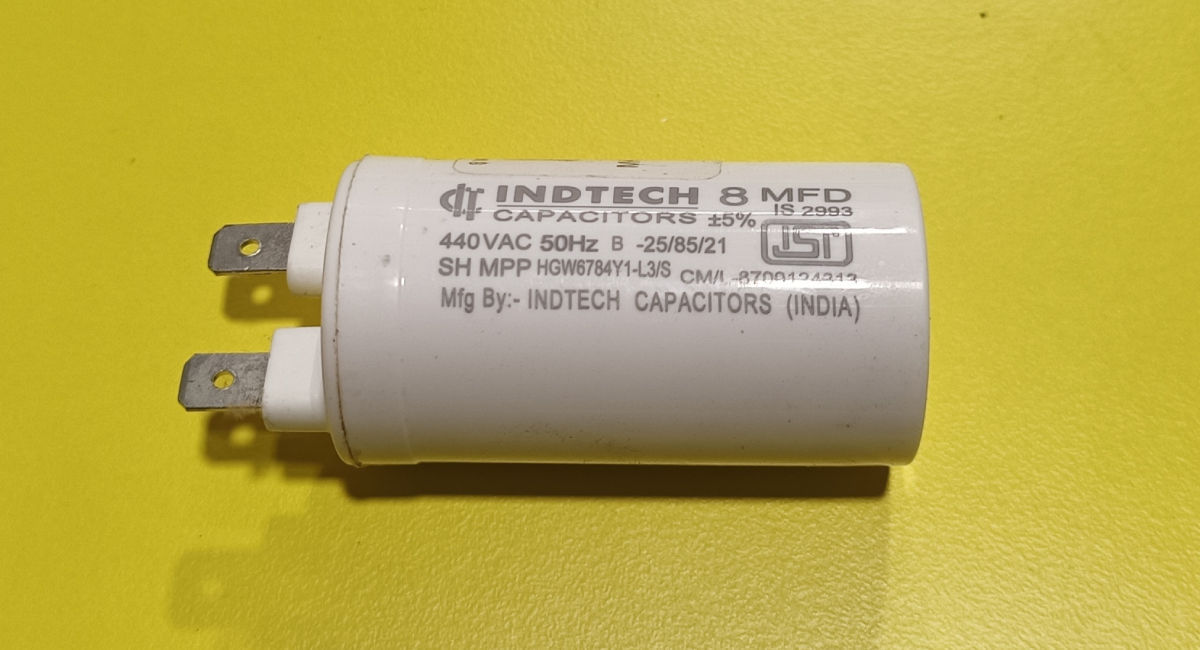 INDTECH 8 MFD
CAPACITORS ±5% IS 2993
440VAC 50Hz B -25/85/21 ISI
SH MPP HGW6784Y1-L3/S CM/L-8700124313
Mfg By:- INDTECH CAPACITORS (INDIA)